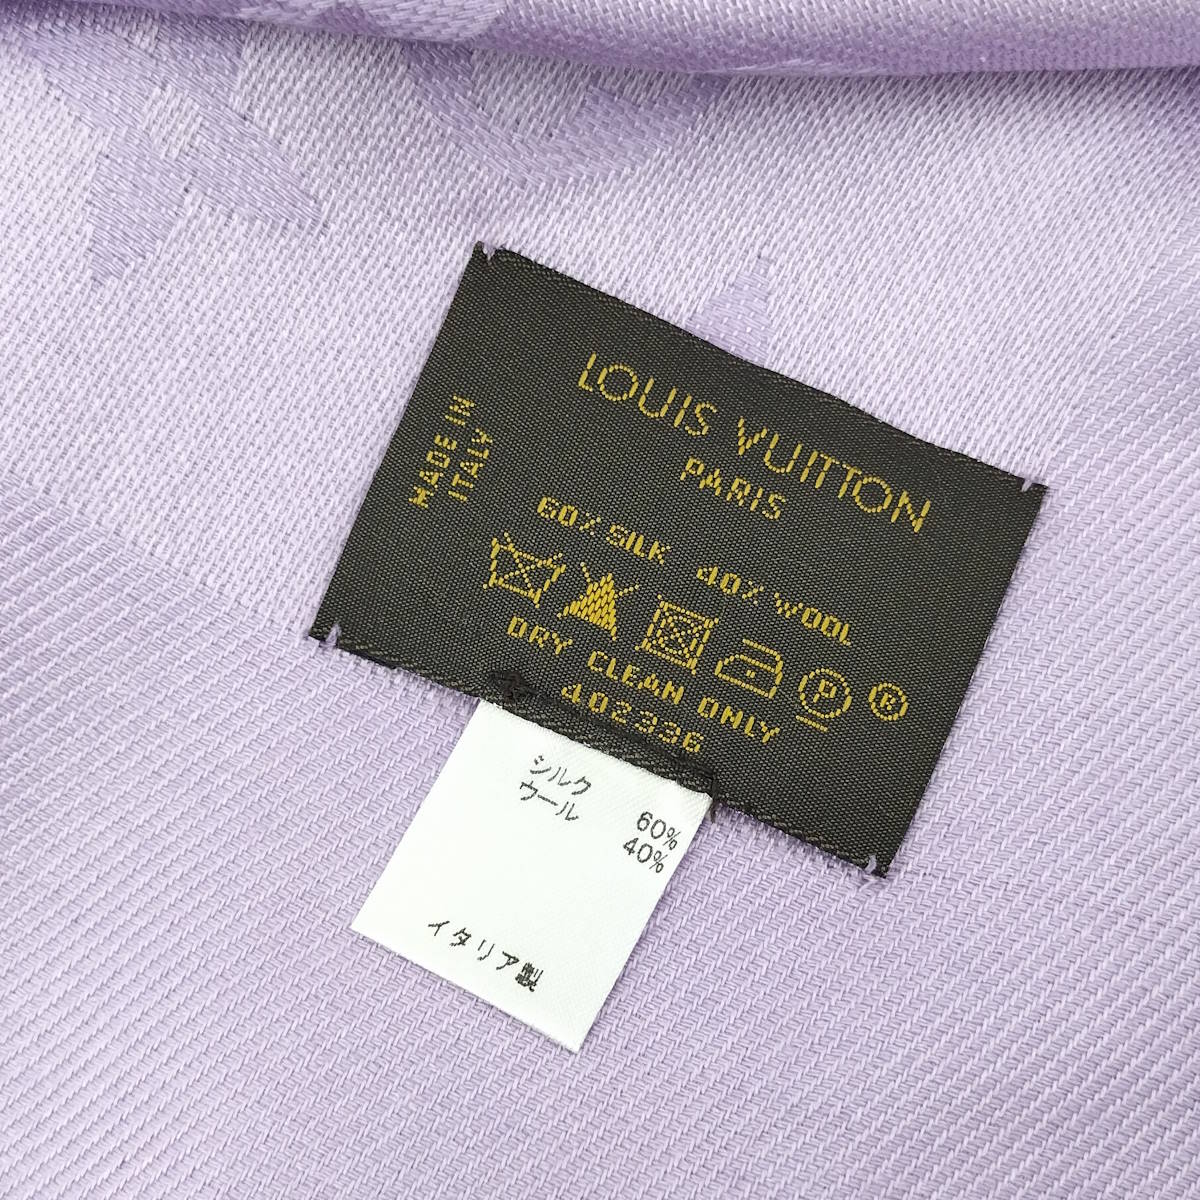 LOUIS VUITTON
PARIS
MADE IN
ITALY
60% SILK 40% WOOL
P ®
DRY CLEAN ONLY
402336
シルク 60%
ウール 40%
イタリア製